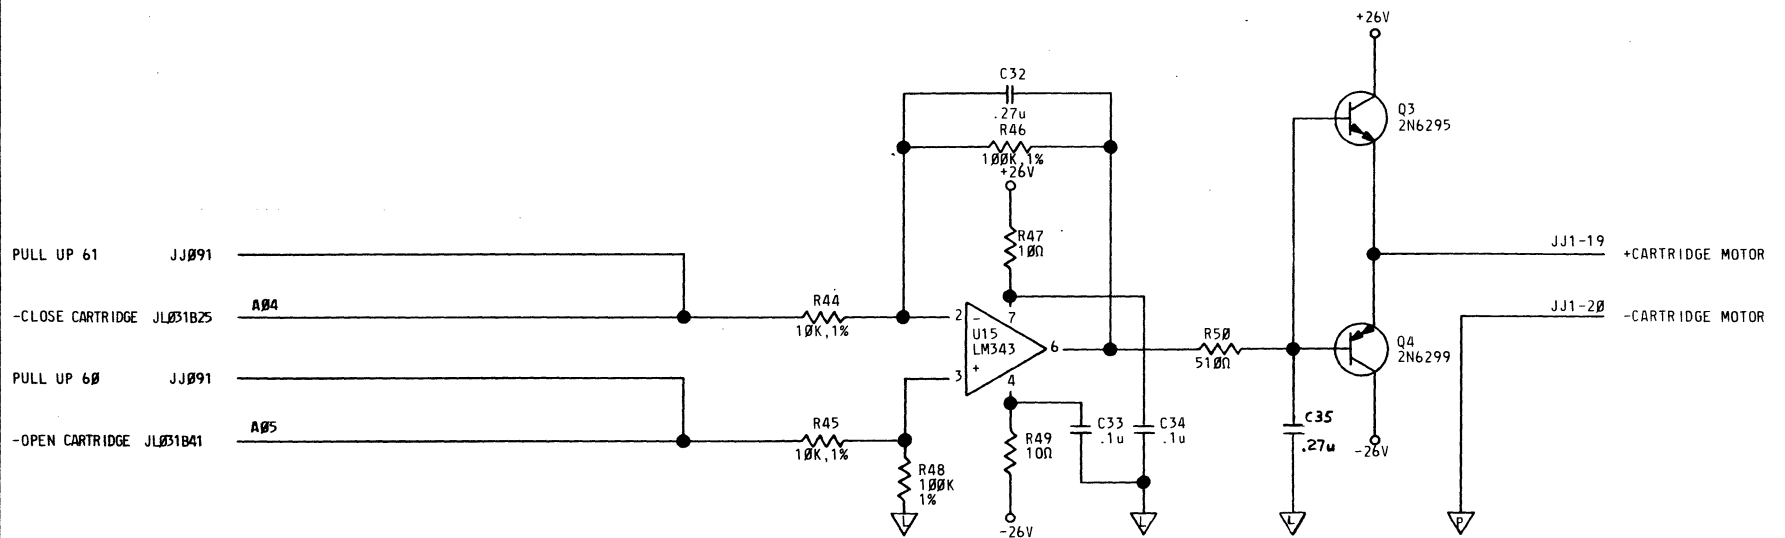 +26V
C32
.27u
Q3
2N6295
R46
100K,1%
+26V
R47
10Ω
PULL UP 61 JJ091
JJ1-19
+CARTRIDGE MOTOR
-CLOSE CARTRIDGE JL031B25 A04
R44
10K,1%
2
-
7
U15
LM343
6
+
3
4
R50
510Ω
JJ1-20
-CARTRIDGE MOTOR
Q4
2N6299
PULL UP 60 JJ091
-OPEN CARTRIDGE JL031B41 A05
R45
10K,1%
R48
100K
1%
R49
10Ω
-26V
C33
.1u
C34
.1u
C35
.27u
-26V
L
L
L
P